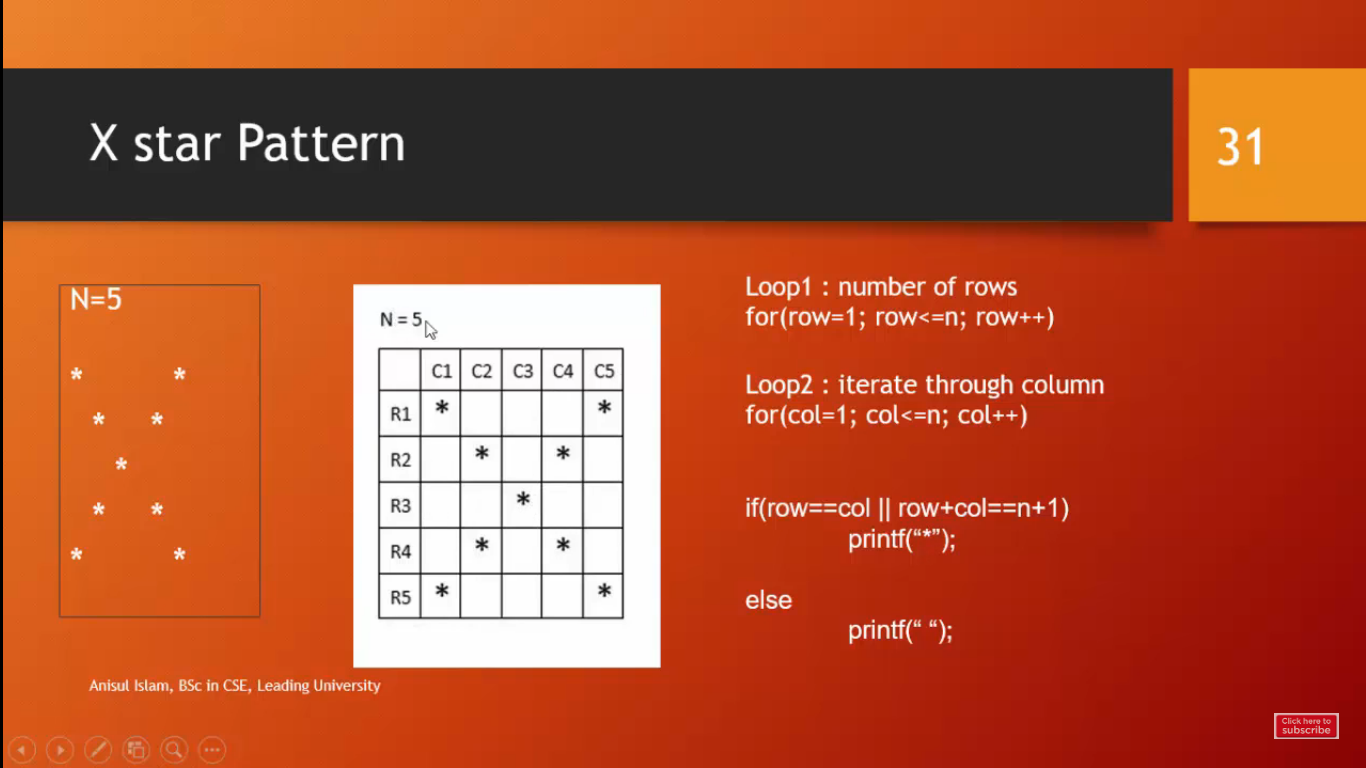 X star Pattern
31
N=5
*        *
*    *
*
*    *
*        *
N = 5
C1 C2 C3 C4 C5
R1 * *
R2 * *
R3 *
R4 * *
R5 * *
Loop1 : number of rows
for(row=1; row<=n; row++)
Loop2 : iterate through column
for(col=1; col<=n; col++)
if(row==col || row+col==n+1)
printf(“*”);
else
printf(“ “);
Anisul Islam, BSc in CSE, Leading University
Click here to
subscribe